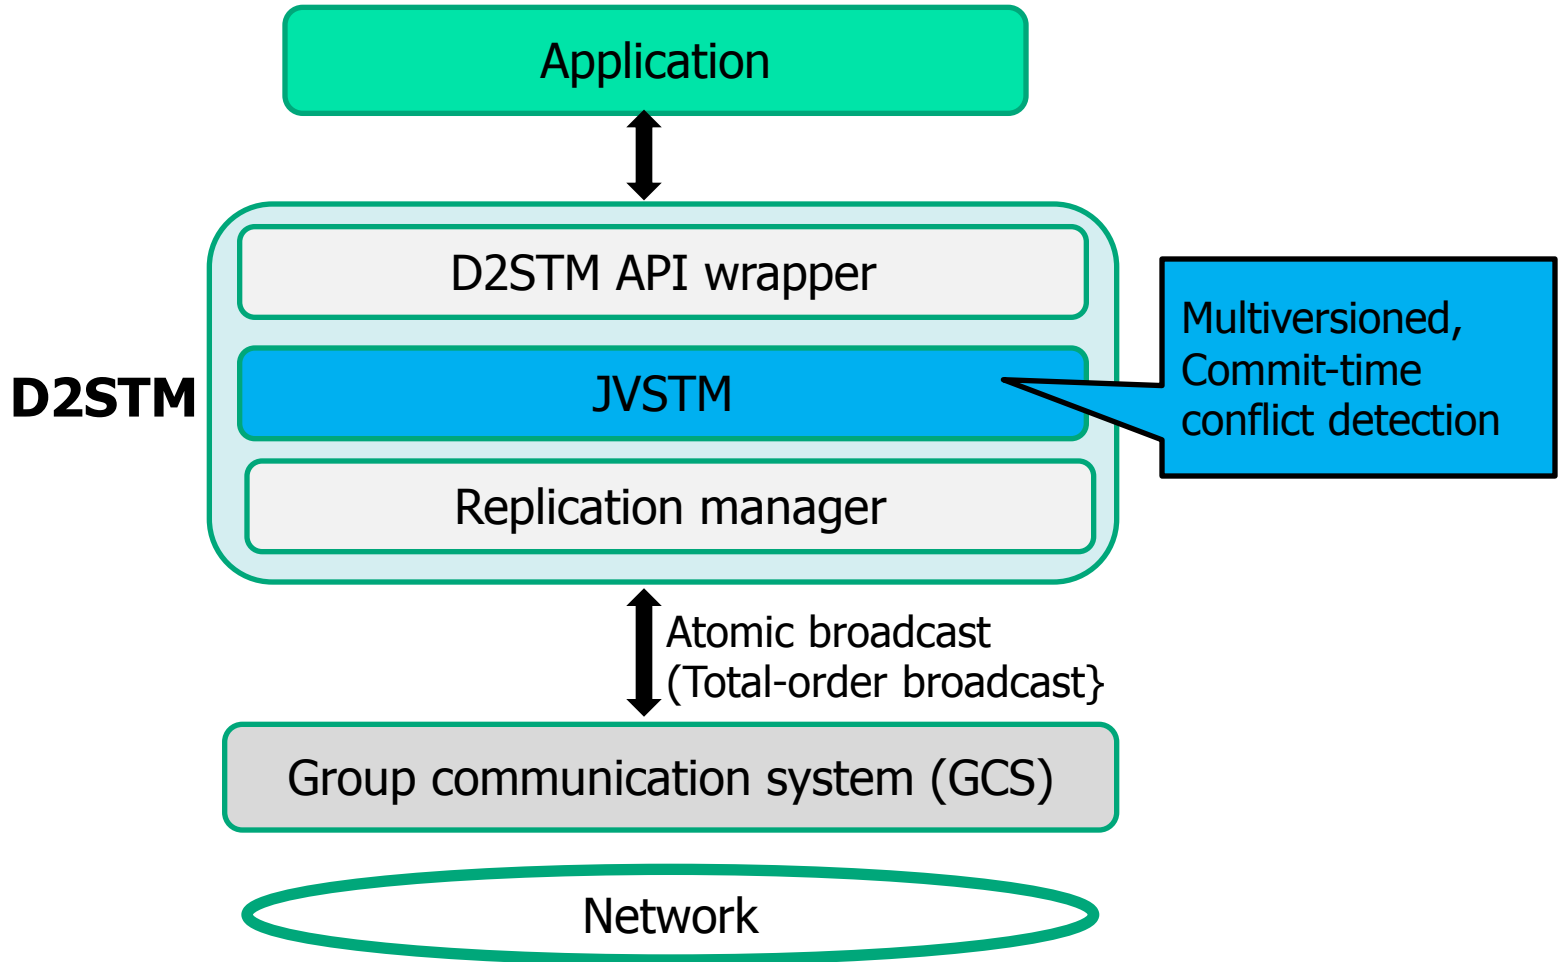 Application
D2STM API wrapper
D2STM
JVSTM
Multiversioned,
Commit-time
conflict detection
Replication manager
Atomic broadcast
(Total-order broadcast}
Group communication system (GCS)
Network